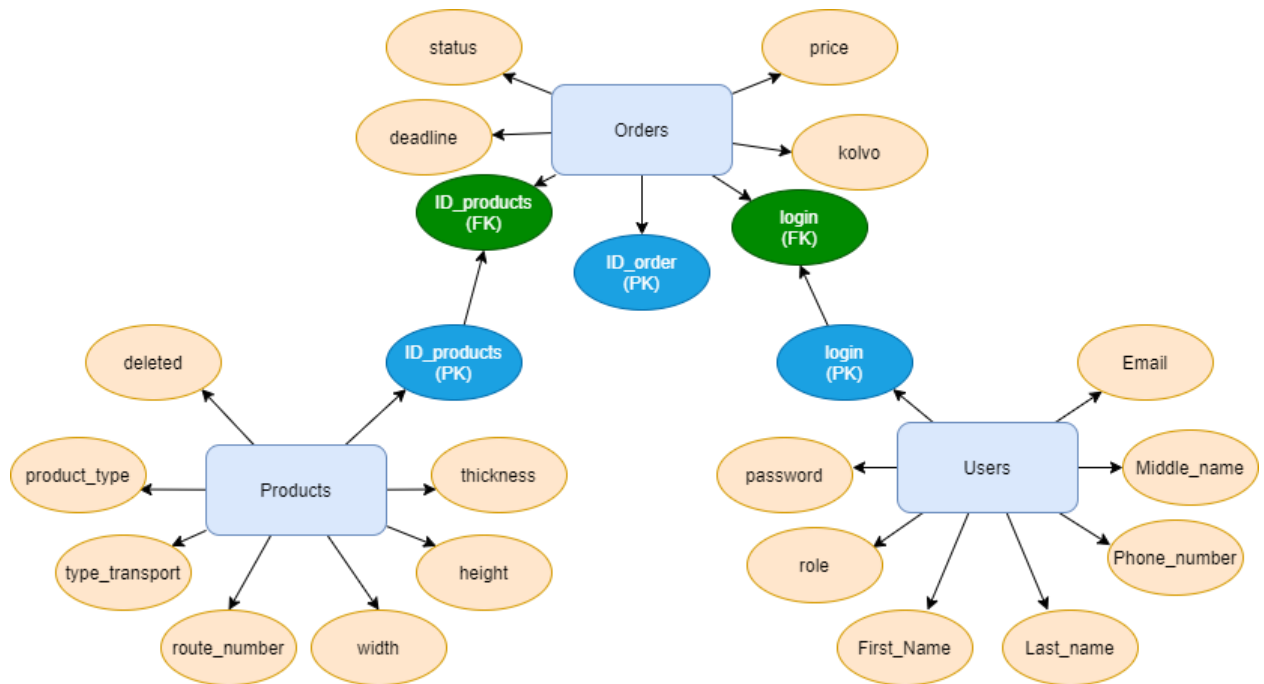 status
price
Orders
deadline
kolvo
ID_products
(FK)
login
(FK)
ID_order
(PK)
ID_products
(PK)
login
(PK)
deleted
Email
product_type
Products
thickness
password
Users
Middle_name
type_transport
height
role
Phone_number
route_number
width
First_Name
Last_name